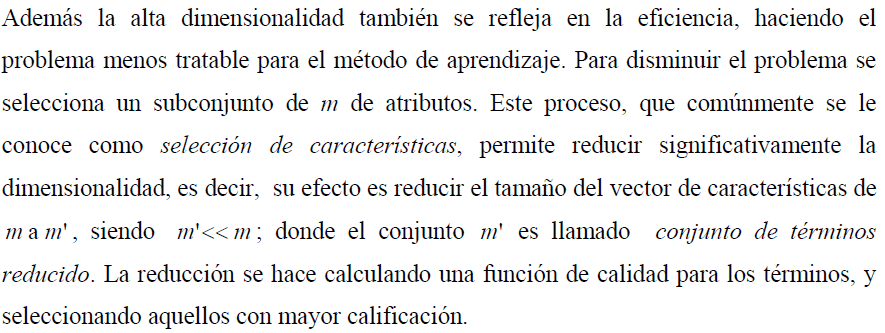 Además la alta dimensionalidad también se refleja en la eficiencia, haciendo el
problema menos tratable para el método de aprendizaje. Para disminuir el problema se
selecciona un subconjunto de m de atributos. Este proceso, que comúnmente se le
conoce como selección de características, permite reducir significativamente la
dimensionalidad, es decir, su efecto es reducir el tamaño del vector de características de
m a m', siendo m'<< m; donde el conjunto m' es llamado conjunto de términos
reducido. La reducción se hace calculando una función de calidad para los términos, y
seleccionando aquellos con mayor calificación.